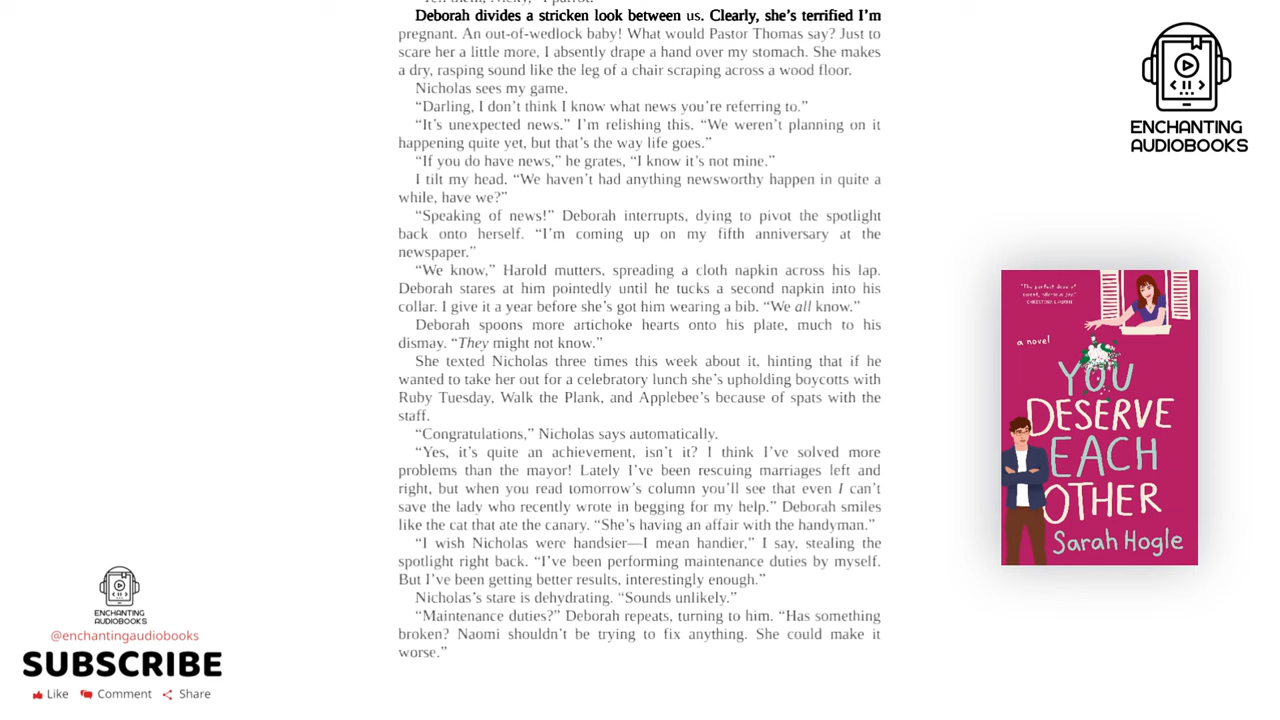 “Tell them, Nicky,” I parrot.
Deborah divides a stricken look between us. Clearly, she’s terrified I’m
pregnant. An out-of-wedlock baby! What would Pastor Thomas say? Just to
scare her a little more, I absently drape a hand over my stomach. She makes
a dry, rasping sound like the leg of a chair scraping across a wood floor.
Nicholas sees my game.
“Darling, I don’t think I know what news you’re referring to.”
“It’s unexpected news.” I’m relishing this. “We weren’t planning on it
happening quite yet, but that’s the way life goes.”
“If you do have news,” he grates, “I know it’s not mine.”
I tilt my head. “We haven’t had anything newsworthy happen in quite a
while, have we?”
“Speaking of news!” Deborah interrupts, dying to pivot the spotlight
back onto herself. “I’m coming up on my fifth anniversary at the
newspaper.”
“We know,” Harold mutters, spreading a cloth napkin across his lap.
Deborah stares at him pointedly until he tucks a second napkin into his
collar. I give it a year before she’s got him wearing a bib. “We all know.”
Deborah spoons more artichoke hearts onto his plate, much to his
dismay. “They might not know.”
She texted Nicholas three times this week about it, hinting that if he
wanted to take her out for a celebratory lunch she’s upholding boycotts with
Ruby Tuesday, Walk the Plank, and Applebee’s because of spats with the
staff.
“Congratulations,” Nicholas says automatically.
“Yes, it’s quite an achievement, isn’t it? I think I’ve solved more
problems than the mayor! Lately I’ve been rescuing marriages left and
right, but when you read tomorrow’s column you’ll see that even I can’t
save the lady who recently wrote in begging for my help.” Deborah smiles
like the cat that ate the canary. “She’s having an affair with the handyman.”
“I wish Nicholas were handsier—I mean handier,” I say, stealing the
spotlight right back. “I’ve been performing maintenance duties by myself.
But I’ve been getting better results, interestingly enough.”
Nicholas’s stare is dehydrating. “Sounds unlikely.”
“Maintenance duties?” Deborah repeats, turning to him. “Has something
broken? Naomi shouldn’t be trying to fix anything. She could make it
worse.”
ENCHANTING
AUDIOBOOKS
"The perfect dose of
a novel
YOU
DESERVE
EACH
OTHER
Sarah Hogle
ENCHANTING
AUDIOBOOKS
@enchantingaudiobooks
SUBSCRIBE
Like Comment Share